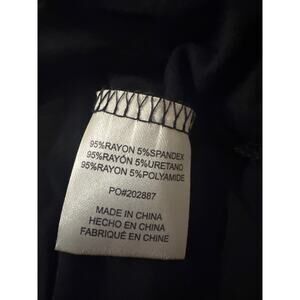 95%RAYON 5%SPANDEX
95%RAYÓN 5%URETANO
95%RAYON 5%POLYAMIDE
PO#202887
MADE IN CHINA
HECHO EN CHINA
FABRIQUÉ EN CHINE